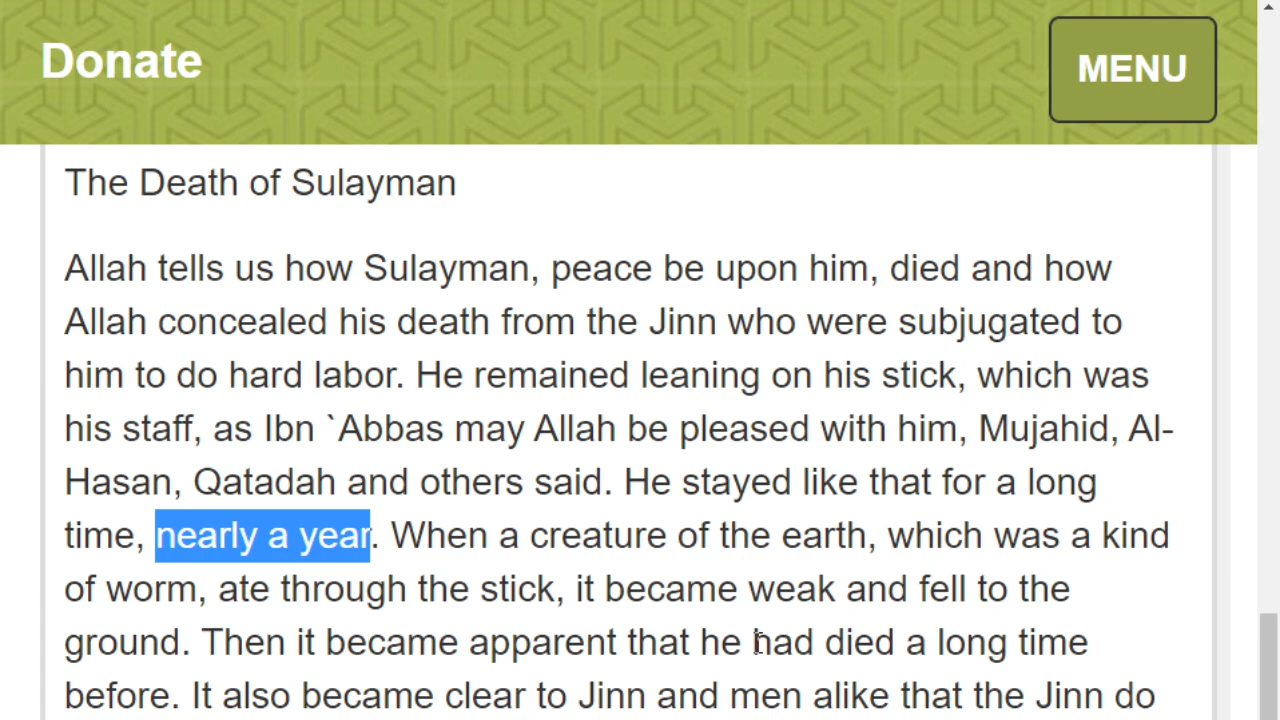 Donate
MENU
The Death of Sulayman
Allah tells us how Sulayman, peace be upon him, died and how
Allah concealed his death from the Jinn who were subjugated to
him to do hard labor. He remained leaning on his stick, which was
his staff, as Ibn `Abbas may Allah be pleased with him, Mujahid, Al-
Hasan, Qatadah and others said. He stayed like that for a long
time, nearly a year. When a creature of the earth, which was a kind
of worm, ate through the stick, it became weak and fell to the
ground. Then it became apparent that he had died a long time
before. It also became clear to Jinn and men alike that the Jinn do